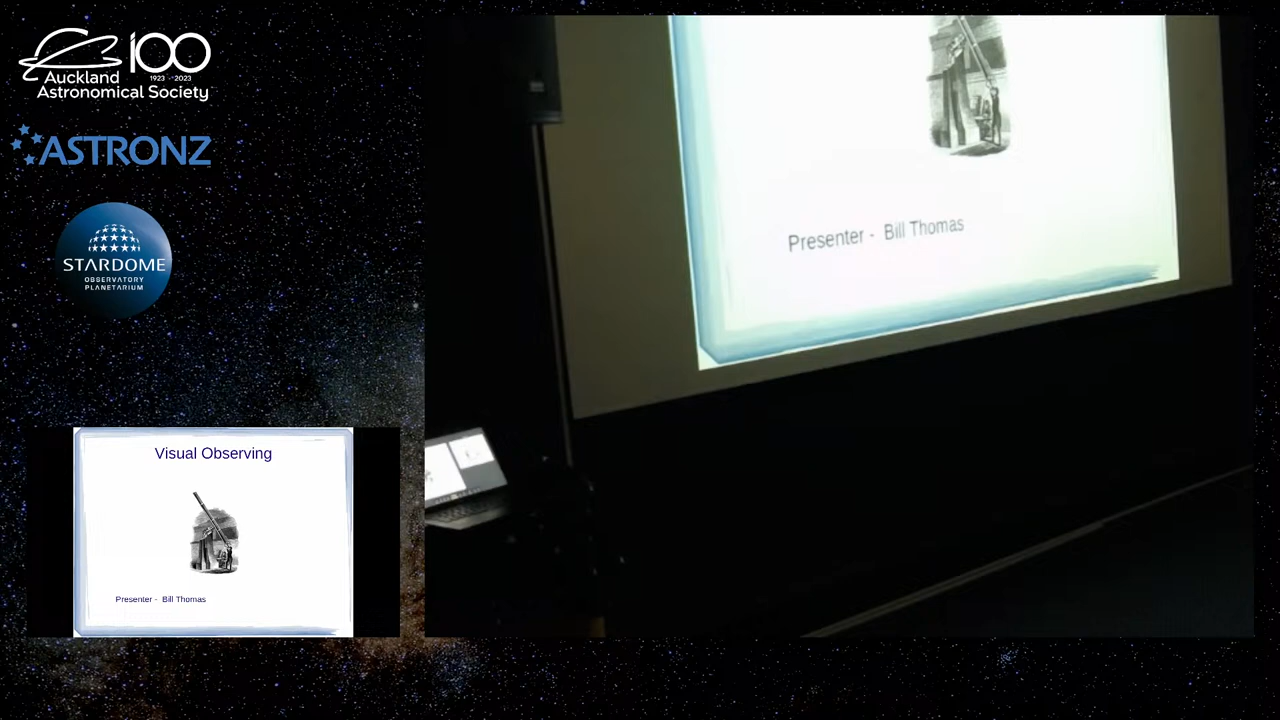 100
1923 - 2023
Auckland
Astronomical Society
ASTRONZ
STARDOME
OBSERVATORY
PLANETARIUM
Visual Observing
Presenter - Bill Thomas
Presenter - Bill Thomas